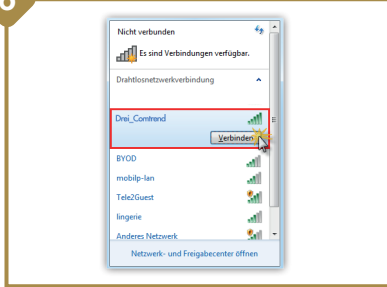 Nicht verbunden
Es sind Verbindungen verfügbar.
Drahtlosnetzwerkverbindung
Drei_Comtrend
Verbinden
BYOD
mobilp-lan
Tele2Guest
lingerie
Anderes Netzwerk
Netzwerk- und Freigabecenter öffnen